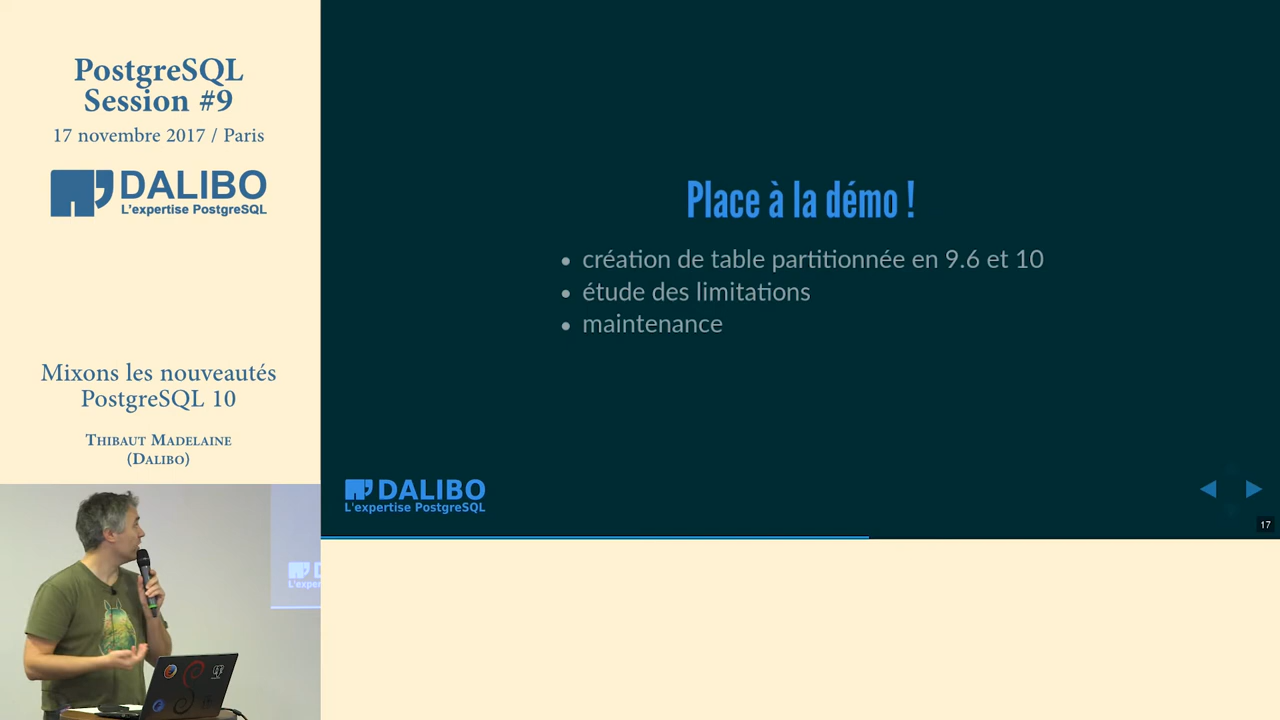 PostgreSQL
Session #9
17 novembre 2017 / Paris
DALIBO
L'expertise PostgreSQL
Mixons les nouveautés
PostgreSQL 10
Thibaut Madelaine
(Dalibo)
Place à la démo !
• création de table partitionnée en 9.6 et 10
• étude des limitations
• maintenance
DALIBO
L'expertise PostgreSQL
17